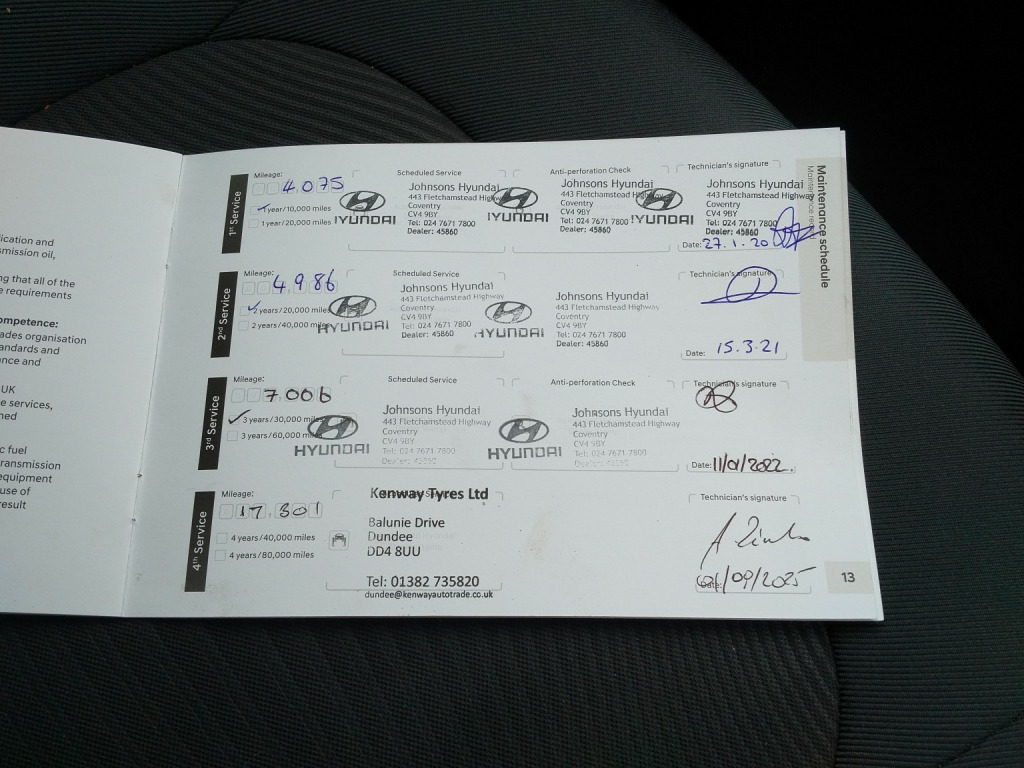 ication and
smission oil,
ng that all of the
e requirements
ompetence:
ades organisation
andards and
nce and
UK
e services,
ned
c fuel
ransmission
equipment
use of
result
Maintenance schedule
1st Service
Mileage:
4,075
1 year/10,000 miles
1 year/20,000 miles
Scheduled Service
HYUNDAI
Johnsons Hyundai
443 Fletchamstead Highway
Coventry
CV4 9BY
Tel: 024 7671 7800
Dealer: 45860
Anti-perforation Check
HYUNDAI
Johnsons Hyundai
443 Fletchamstead Highway
Coventry
CV4 9BY
Tel: 024 7671 7800
Dealer: 45860
Technician's signature
HYUNDAI
Johnsons Hyundai
443 Fletchamstead Highway
Coventry
CV4 9BY
Tel: 024 7671 7800
Dealer: 45860
Date: 27.1.20
2nd Service
Mileage:
4,986
2 years/20,000 miles
2 years/40,000 miles
Scheduled Service
HYUNDAI
Johnsons Hyundai
443 Fletchamstead Highway
Coventry
CV4 9BY
Tel: 024 7671 7800
Dealer: 45860
HYUNDAI
Johnsons Hyundai
443 Fletchamstead Highway
Coventry
CV4 9BY
Tel: 024 7671 7800
Dealer: 45860
Technician's signature
Date: 15.3.21
3rd Service
Mileage:
7006
3 years/30,000 miles
3 years/60,000 miles
Scheduled Service
HYUNDAI
Johnsons Hyundai
443 Fletchamstead Highway
Coventry
CV4 9BY
Tel: 024 7671 7800
Dealer: 45860
Anti-perforation Check
HYUNDAI
Johnsons Hyundai
443 Fletchamstead Highway
Coventry
CV4 9BY
Tel: 024 7671 7800
Dealer: 45860
Technician's signature
Date: 11/01/2022.
4th Service
Mileage:
17,301
4 years/40,000 miles
4 years/80,000 miles
Kenway Tyres Ltd
Balunie Drive
Dundee
DD4 8UU
Tel: 01382 735820
dundee@kenwayautotrade.co.uk
Technician's signature
Date: /09/2025
13